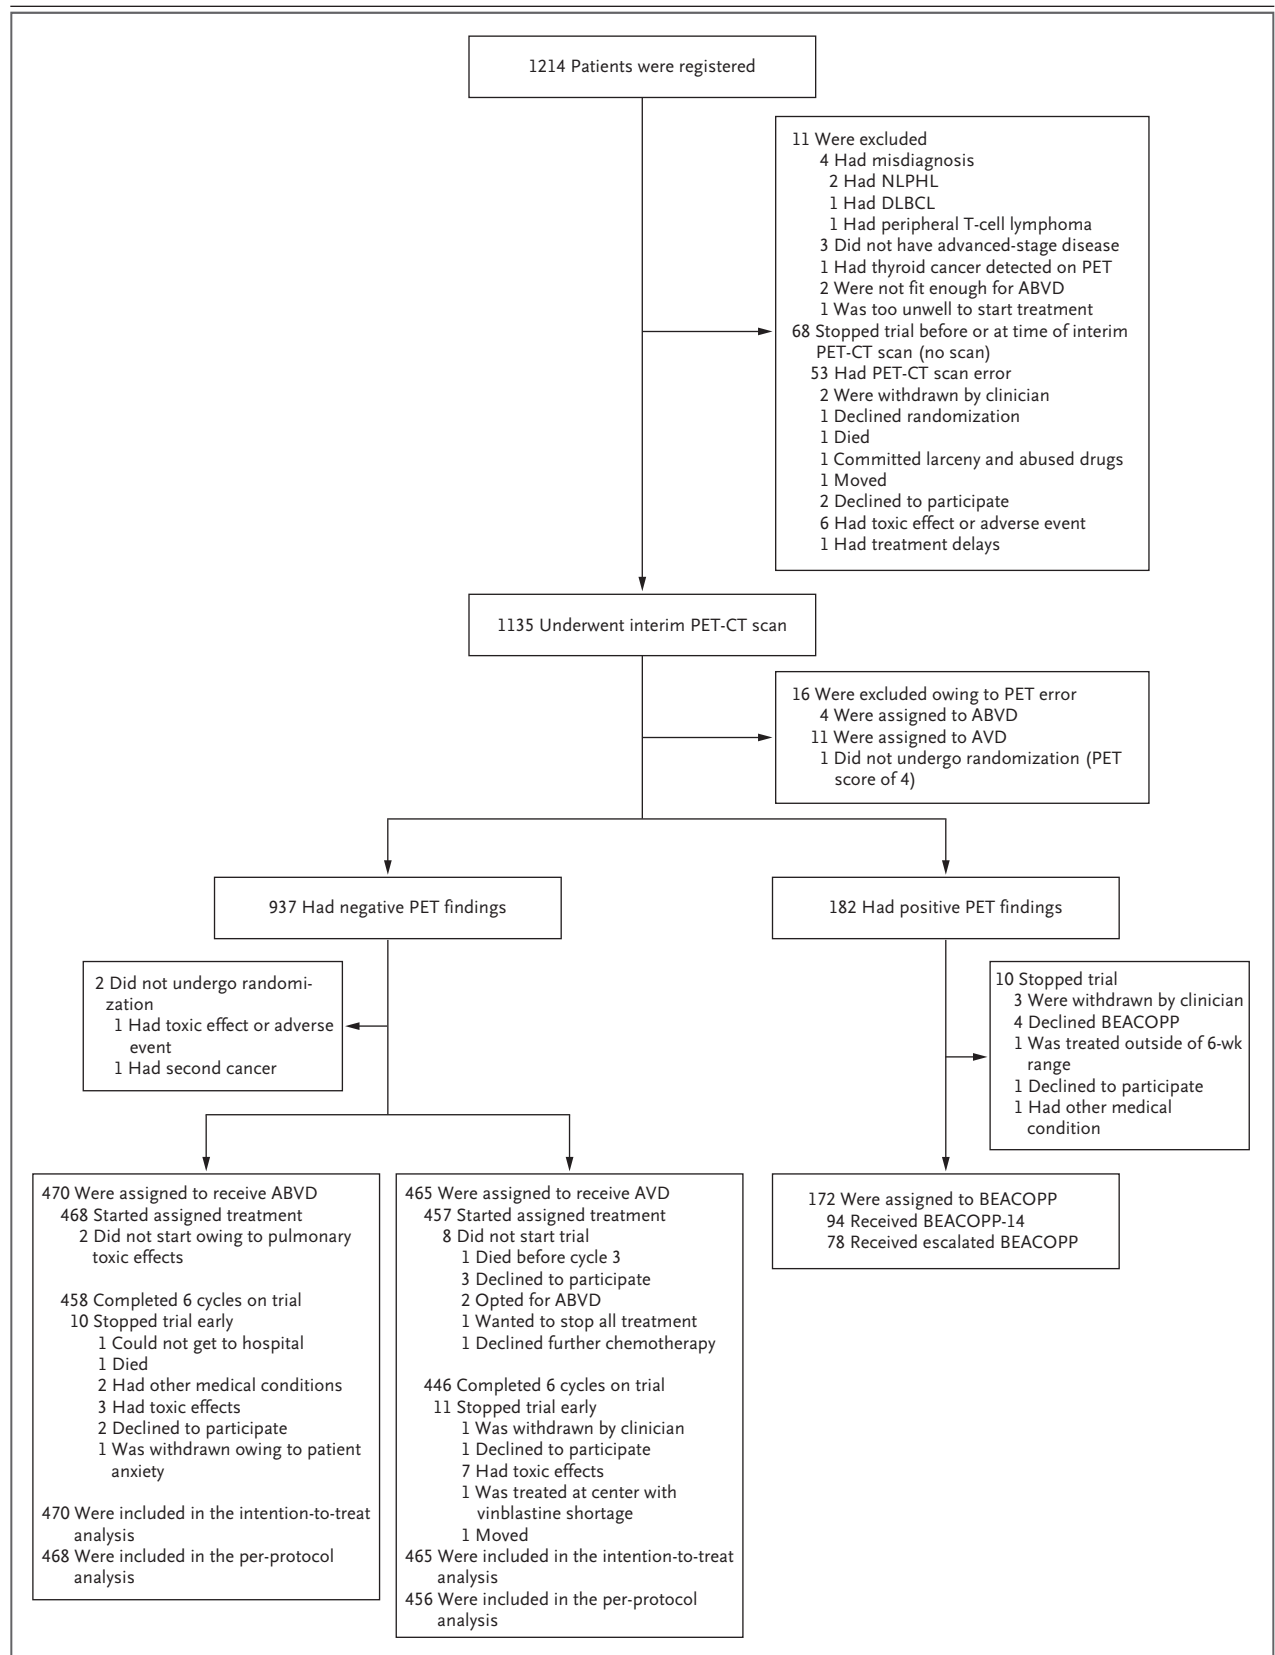 1214 Patients were registered
11 Were excluded
4 Had misdiagnosis
2 Had NLPHL
1 Had DLBCL
1 Had peripheral T-cell lymphoma
3 Did not have advanced-stage disease
1 Had thyroid cancer detected on PET
2 Were not fit enough for ABVD
1 Was too unwell to start treatment
68 Stopped trial before or at time of interim
PET-CT scan (no scan)
53 Had PET-CT scan error
2 Were withdrawn by clinician
1 Declined randomization
1 Died
1 Committed larceny and abused drugs
1 Moved
2 Declined to participate
6 Had toxic effect or adverse event
1 Had treatment delays
1135 Underwent interim PET-CT scan
16 Were excluded owing to PET error
4 Were assigned to ABVD
11 Were assigned to AVD
1 Did not undergo randomization (PET
score of 4)
937 Had negative PET findings
182 Had positive PET findings
2 Did not undergo randomi-
zation
1 Had toxic effect or adverse
event
1 Had second cancer
10 Stopped trial
3 Were withdrawn by clinician
4 Declined BEACOPP
1 Was treated outside of 6-wk
range
1 Declined to participate
1 Had other medical
condition
470 Were assigned to receive ABVD
468 Started assigned treatment
2 Did not start owing to pulmonary
toxic effects
458 Completed 6 cycles on trial
10 Stopped trial early
1 Could not get to hospital
1 Died
2 Had other medical conditions
3 Had toxic effects
2 Declined to participate
1 Was withdrawn owing to patient
anxiety
470 Were included in the intention-to-treat
analysis
468 Were included in the per-protocol
analysis
465 Were assigned to receive AVD
457 Started assigned treatment
8 Did not start trial
1 Died before cycle 3
3 Declined to participate
2 Opted for ABVD
1 Wanted to stop all treatment
1 Declined further chemotherapy
446 Completed 6 cycles on trial
11 Stopped trial early
1 Was withdrawn by clinician
1 Declined to participate
7 Had toxic effects
1 Was treated at center with
vinblastine shortage
1 Moved
465 Were included in the intention-to-treat
analysis
456 Were included in the per-protocol
analysis
172 Were assigned to BEACOPP
94 Received BEACOPP-14
78 Received escalated BEACOPP